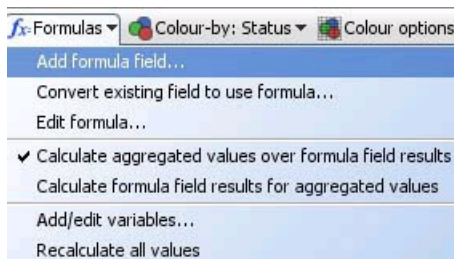 fx Formulas Colour-by: Status Colour options
Add formula field...
Convert existing field to use formula...
Edit formula...
Calculate aggregated values over formula field results
Calculate formula field results for aggregated values
Add/edit variables...
Recalculate all values